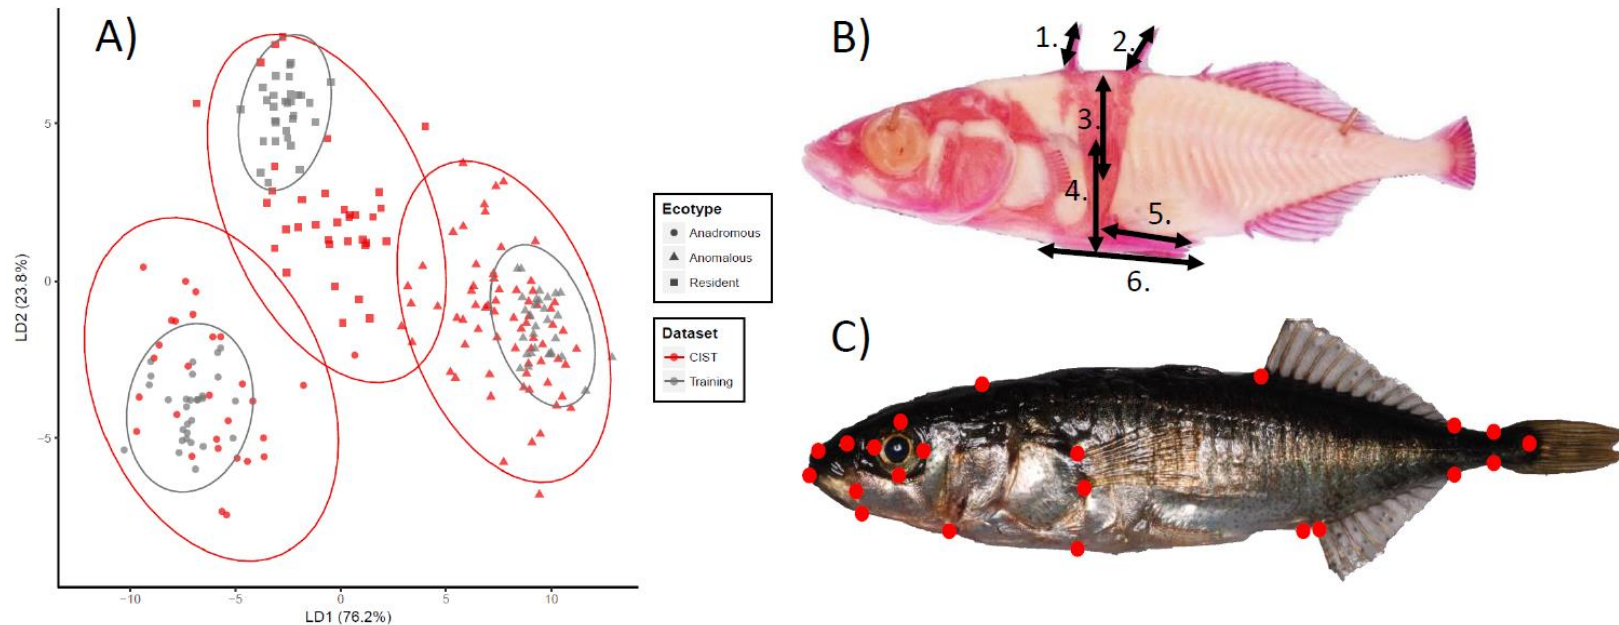 A)
5
0
−5
−10
−5
0
5
10
LD2 (23.8%)
LD1 (76.2%)
Ecotype
Anadromous
Anomalous
Resident
Dataset
CIST
Training
B)
1.
2.
3.
4.
5.
6.
C)